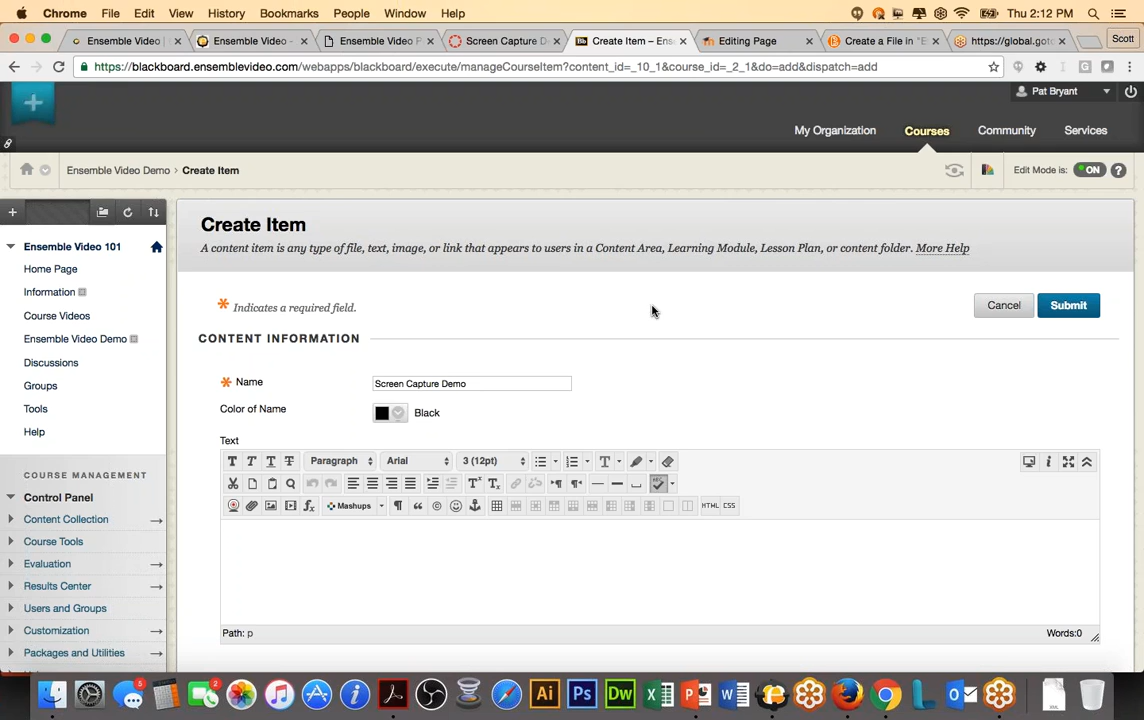 Chrome File Edit View History Bookmarks People Window Help Thu 2:12 PM
Ensemble Video | Ensemble Video - Ensemble Video P Screen Capture D Create Item – Ense Editing Page Create a File in "E https://global.goto Scott
https://blackboard.ensemblevideo.com/webapps/blackboard/execute/manageCourseItem?content_id=_10_1&course_id=_2_1&do=add&dispatch=add
Pat Bryant
My Organization Courses Community Services
Ensemble Video Demo Create Item Edit Mode is: ON ?
Create Item
A content item is any type of file, text, image, or link that appears to users in a Content Area, Learning Module, Lesson Plan, or content folder. More Help
Ensemble Video 101
Home Page
Information
Course Videos
Ensemble Video Demo
Discussions
Groups
Tools
Help
COURSE MANAGEMENT
Control Panel
Content Collection
Course Tools
Evaluation
Results Center
Users and Groups
Customization
Packages and Utilities
Indicates a required field. Cancel Submit
CONTENT INFORMATION
Name Screen Capture Demo
Color of Name Black
Text
T T T T Paragraph Arial 3 (12pt)
Mashups HTML CSS
Path: p Words:0
5 2 Ai Ps Dw